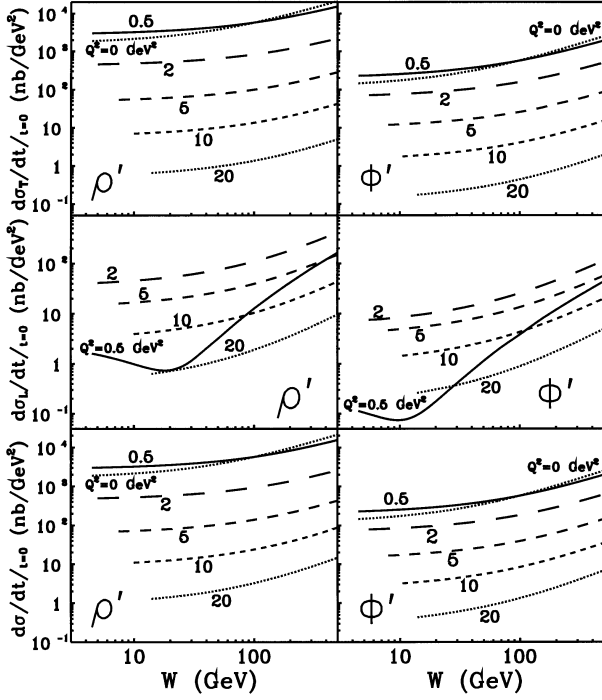 dσ_T/dt/_t=0 (nb/GeV²)
10⁴
10³
10²
10
1
10⁻¹
0.5
Q²=0 GeV²
2
5
10
20
ρ′
0.5
Q²=0 GeV²
2
5
10
20
Φ′
dσ_L/dt/_t=0 (nb/GeV²)
10²
10
1
10⁻¹
2
5
10
20
Q²=0.5 GeV²
ρ′
2
5
10
20
Q²=0.5 GeV²
Φ′
dσ/dt/_t=0 (nb/GeV²)
10⁴
10³
10²
10
1
10⁻¹
0.5
Q²=0 GeV²
2
5
10
20
ρ′
0.5
Q²=0 GeV²
2
5
10
20
Φ′
10
100
W (GeV)
10
100
W (GeV)